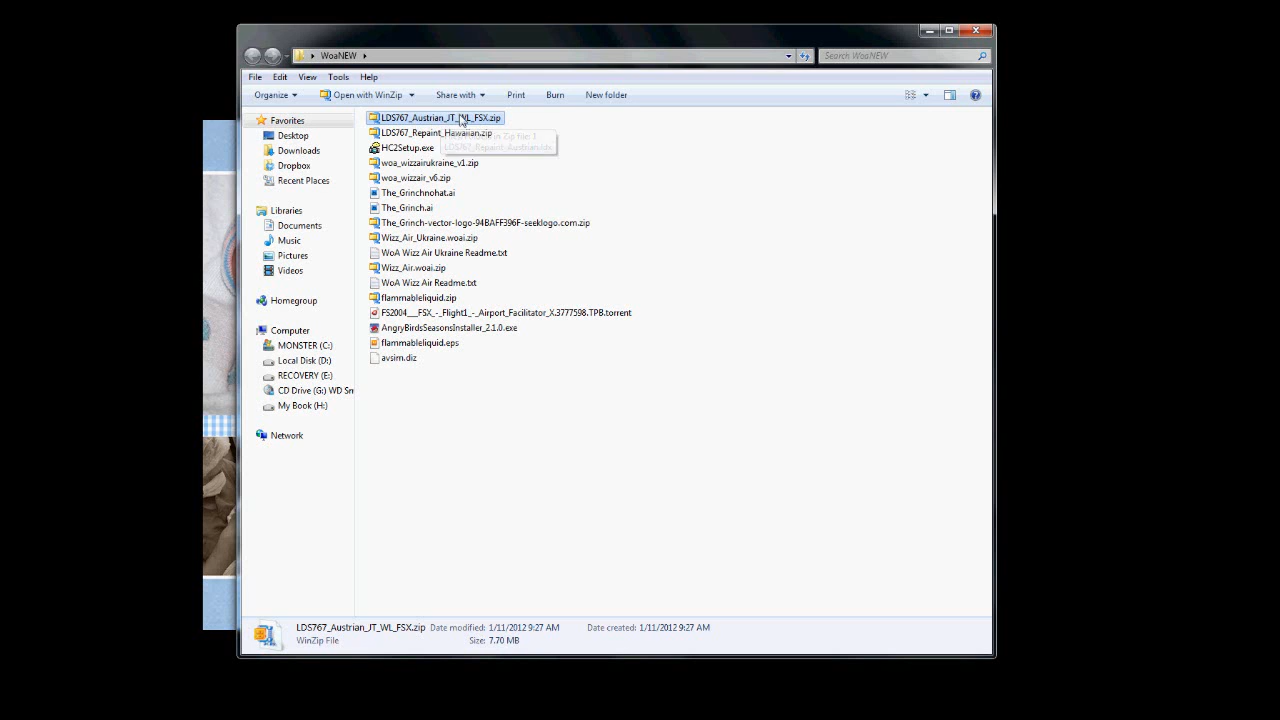 WoaNEW
Search WoaNEW
File Edit View Tools Help
Organize Open with WinZip Share with Print Burn New folder
Favorites
Desktop
Downloads
Dropbox
Recent Places
Libraries
Documents
Music
Pictures
Videos
Homegroup
Computer
MONSTER (C:)
Local Disk (D:)
RECOVERY (E:)
CD Drive (G:) WD Sm
My Book (H:)
Network
LDS767_Austrian_JT_WL_FSX.zip
LDS767_Repaint_Hawaiian.zip
HC2Setup.exe
woa_wizzairukraine_v1.zip
woa_wizzair_v6.zip
The_Grinchnohat.ai
The_Grinch.ai
The_Grinch-vector-logo-94BAFF396F-seeklogo.com.zip
Wizz_Air_Ukraine.woai.zip
WoA Wizz Air Ukraine Readme.txt
Wizz_Air.woai.zip
WoA Wizz Air Readme.txt
flammableliquid.zip
FS2004___FSX_-_Flight1_-_Airport_Facilitator_X.3777598.TPB.torrent
AngryBirdsSeasonsInstaller_2.1.0.exe
flammableliquid.eps
avsim.diz
LDS767_Austrian_JT_WL_FSX.zip Date modified: 1/11/2012 9:27 AM Date created: 1/11/2012 9:27 AM
WinZip File Size: 7.70 MB